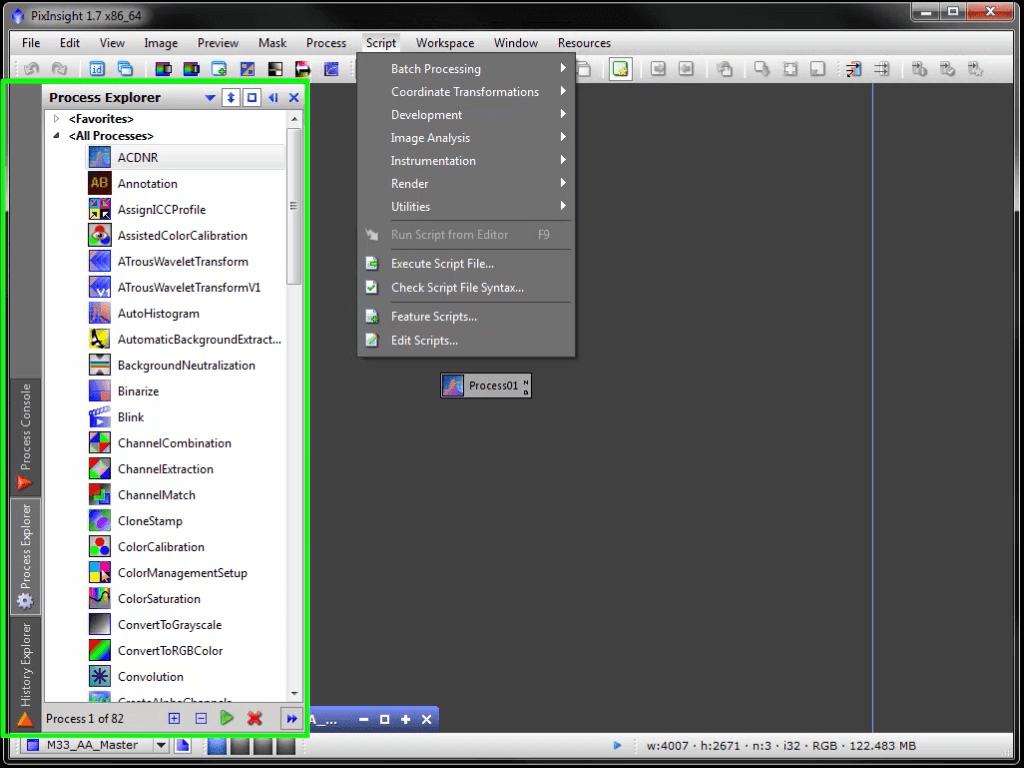 PixInsight 1.7 x86_64
File Edit View Image Preview Mask Process Script Workspace Window Resources
Process Explorer
<Favorites>
<All Processes>
ACDNR
Annotation
AssignICCProfile
AssistedColorCalibration
ATrousWaveletTransform
ATrousWaveletTransformV1
AutoHistogram
AutomaticBackgroundExtract...
BackgroundNeutralization
Binarize
Blink
ChannelCombination
ChannelExtraction
ChannelMatch
CloneStamp
ColorCalibration
ColorManagementSetup
ColorSaturation
ConvertToGrayscale
ConvertToRGBColor
Convolution
CreateAlphaChannels
Process 1 of 82
Process Console
Process Explorer
History Explorer
Batch Processing
Coordinate Transformations
Development
Image Analysis
Instrumentation
Render
Utilities
Run Script from Editor F9
Execute Script File...
Check Script File Syntax...
Feature Scripts...
Edit Scripts...
Process01 N D
A_...
M33_AA_Master
w:4007 · h:2671 · n:3 · i32 · RGB · 122.483 MB